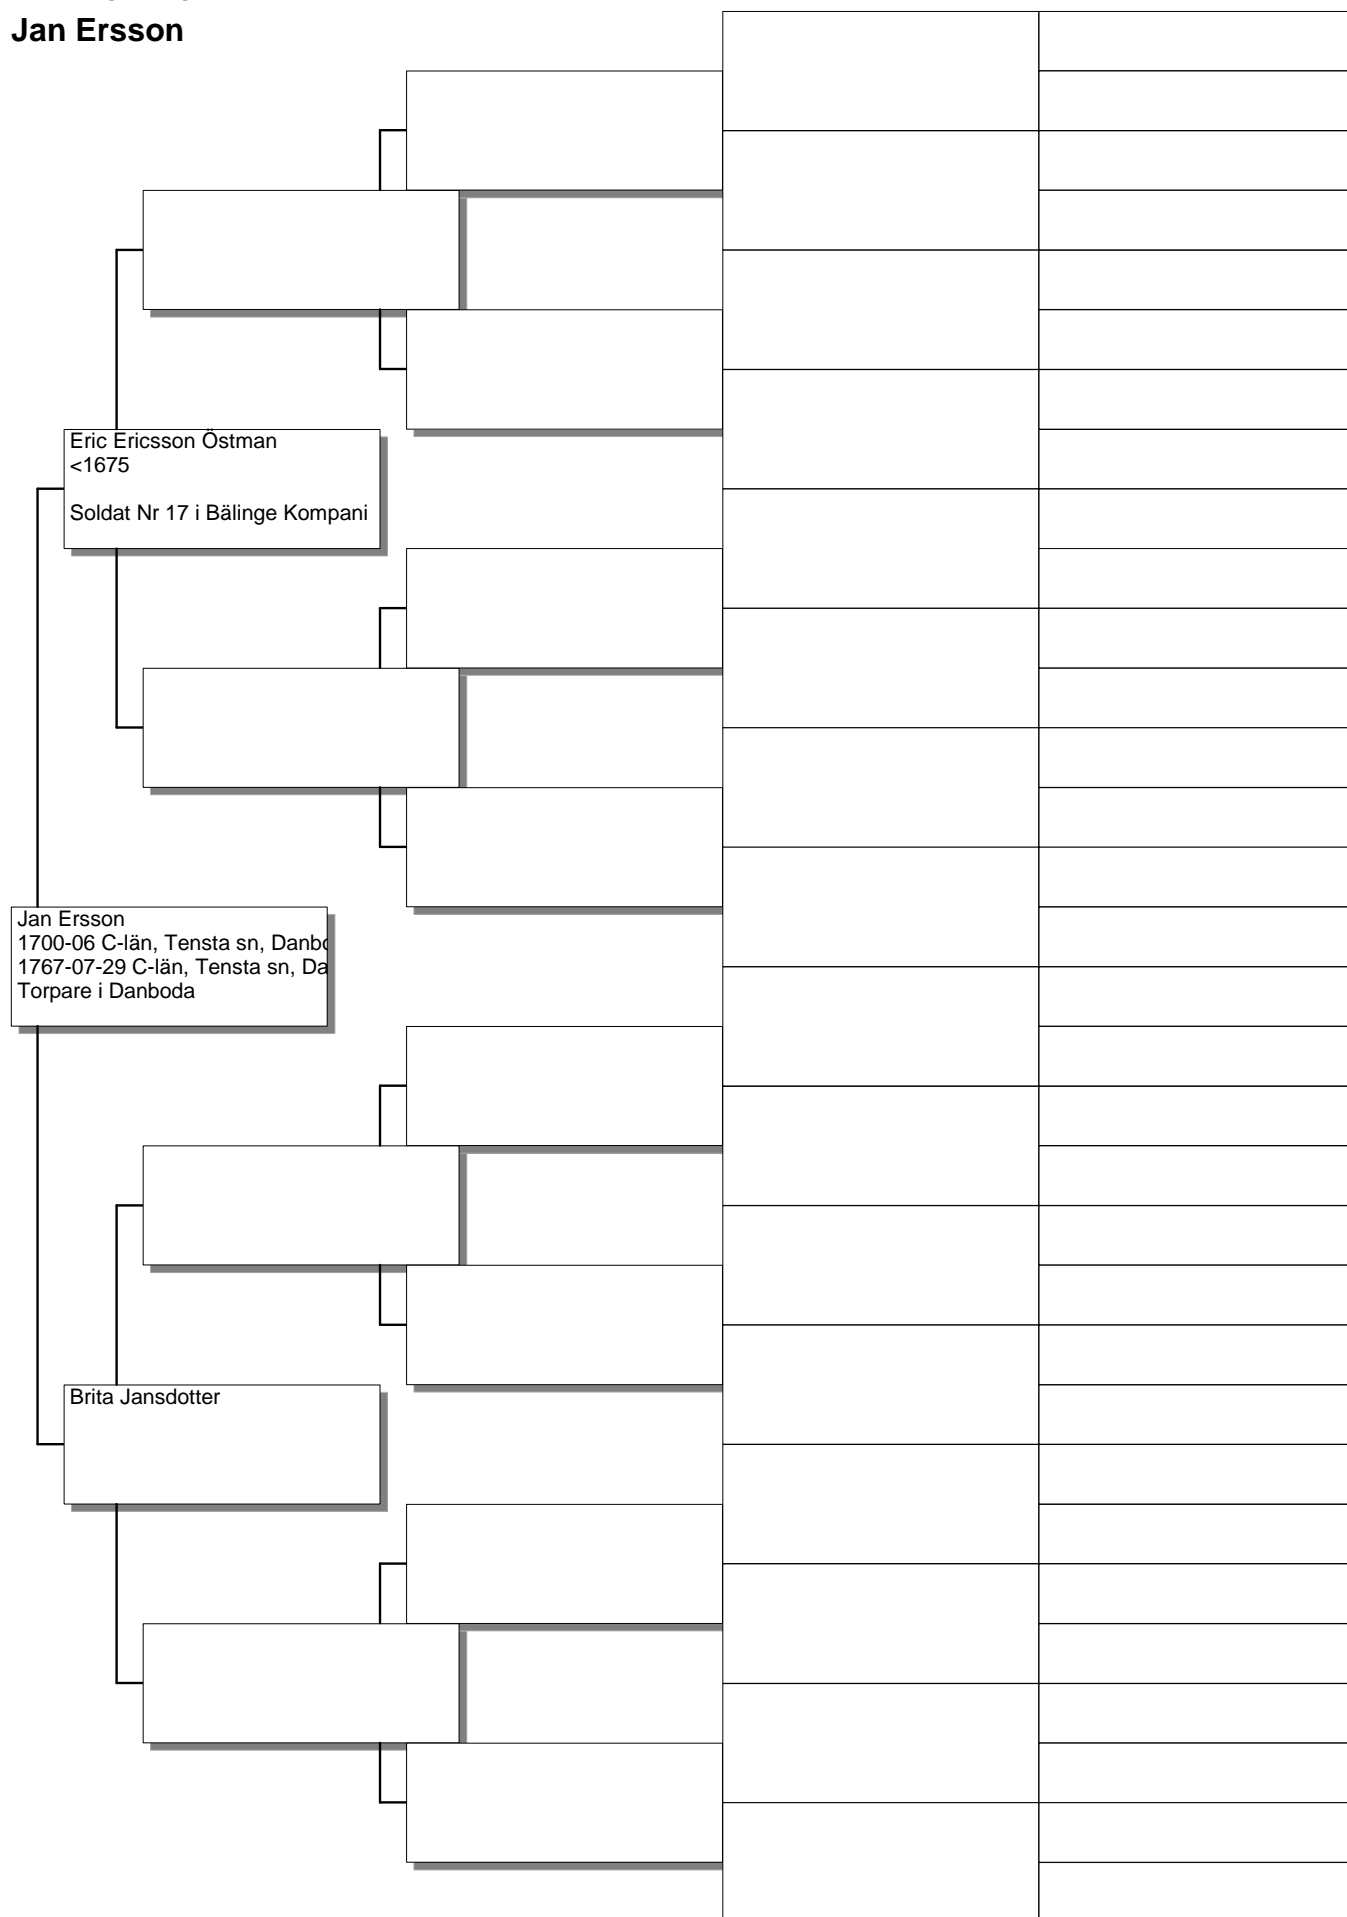 Jan Ersson
Eric Ericsson Östman
<1675
Soldat Nr 17 i Bälinge Kompani
Jan Ersson
1700-06 C-län, Tensta sn, Danbo
1767-07-29 C-län, Tensta sn, Da
Torpare i Danboda
Brita Jansdotter